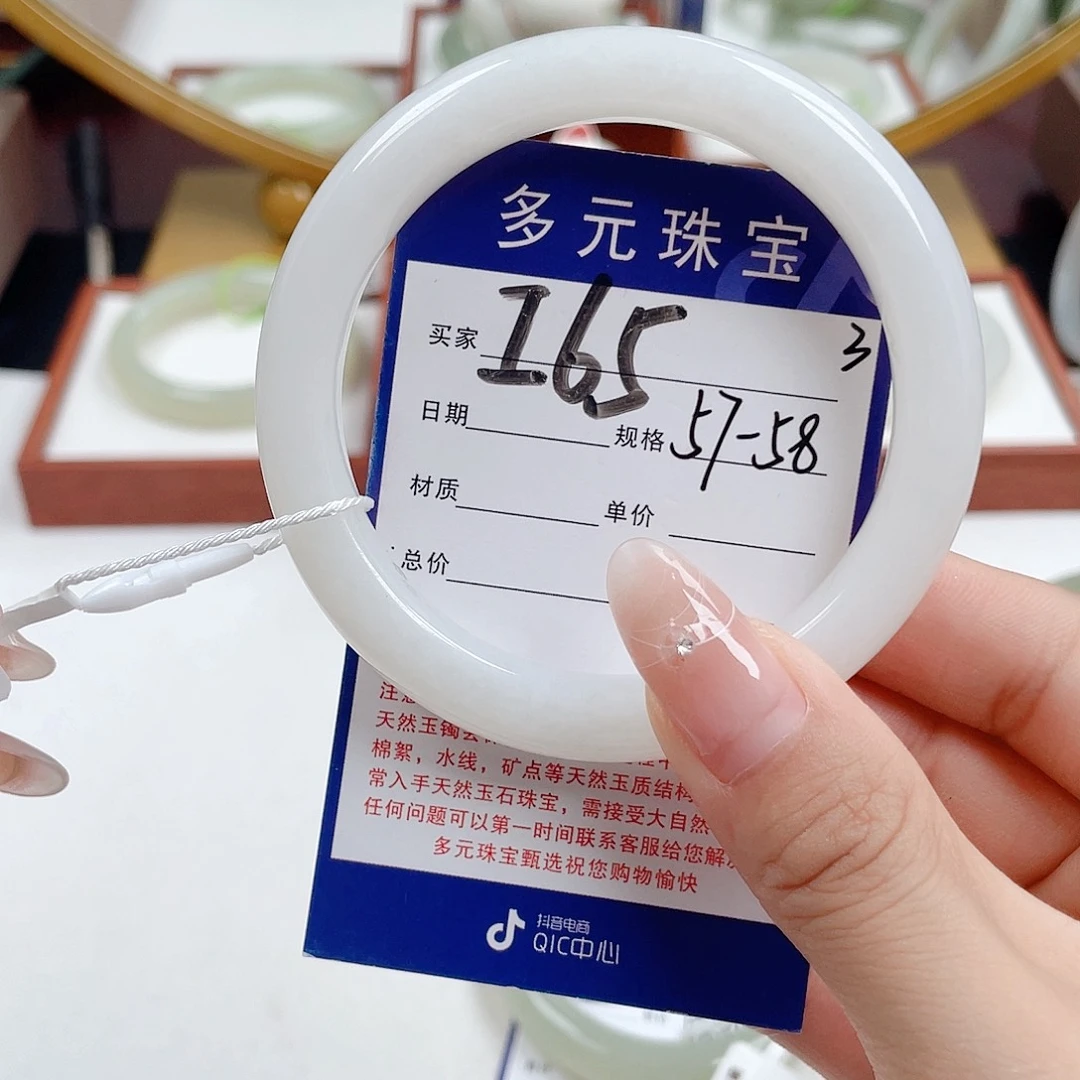 多元珠宝
买家 I65 3
日期 规格 57-58
材质 单价
总价
天然玉镯
棉絮，水线，矿点等天然玉质结构
常入手天然玉石珠宝，需接受大自然
任何问题可以第一时间联系客服给您解
多元珠宝甄选祝您购物愉快
抖音电商
QIC中心